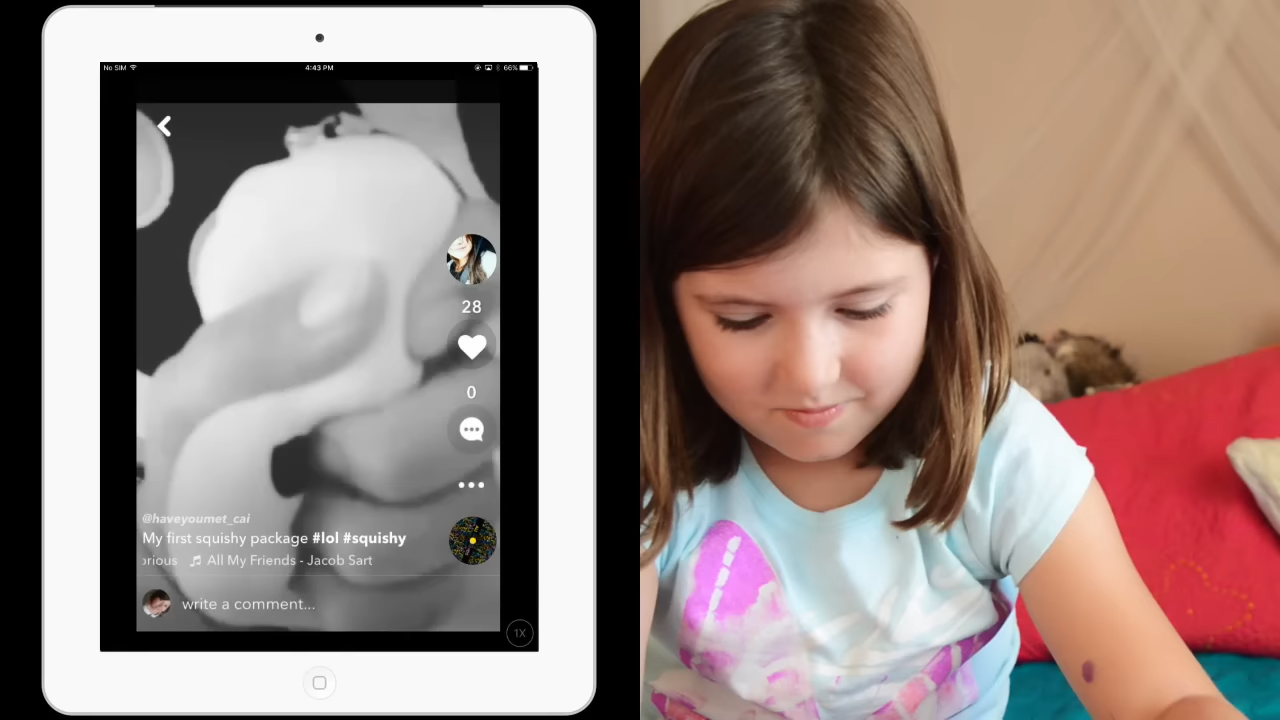 No SIM 4:43 PM 66%
28
0
@haveyoumet_cai
My first squishy package #lol #squishy
orious All My Friends - Jacob Sart
write a comment...
1X